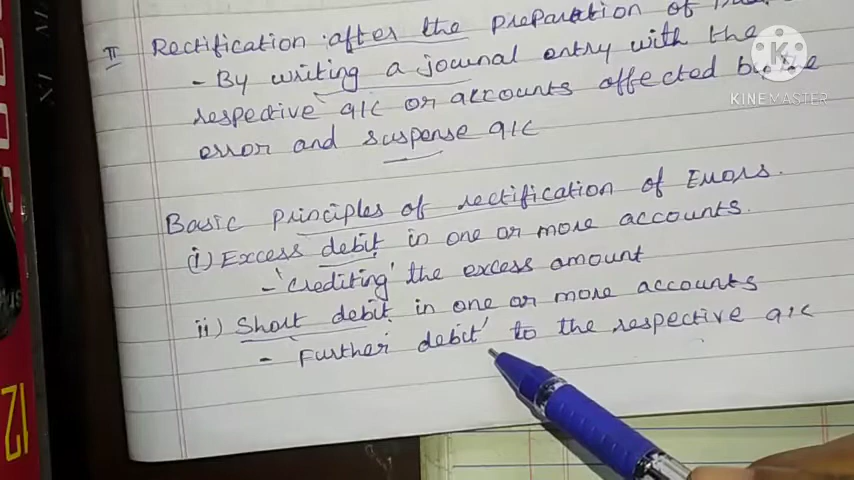 II Rectification after the preparation of
- By writing a journal entry with the
respective a/c or accounts affected by the
error and suspense a/c
Basic principles of rectification of Errors.
(i) Excess debit in one or more accounts.
- 'crediting' the excess amount
ii) Short debit in one or more accounts
- Further debit' to the respective a/c
KINEMASTER
XI
12